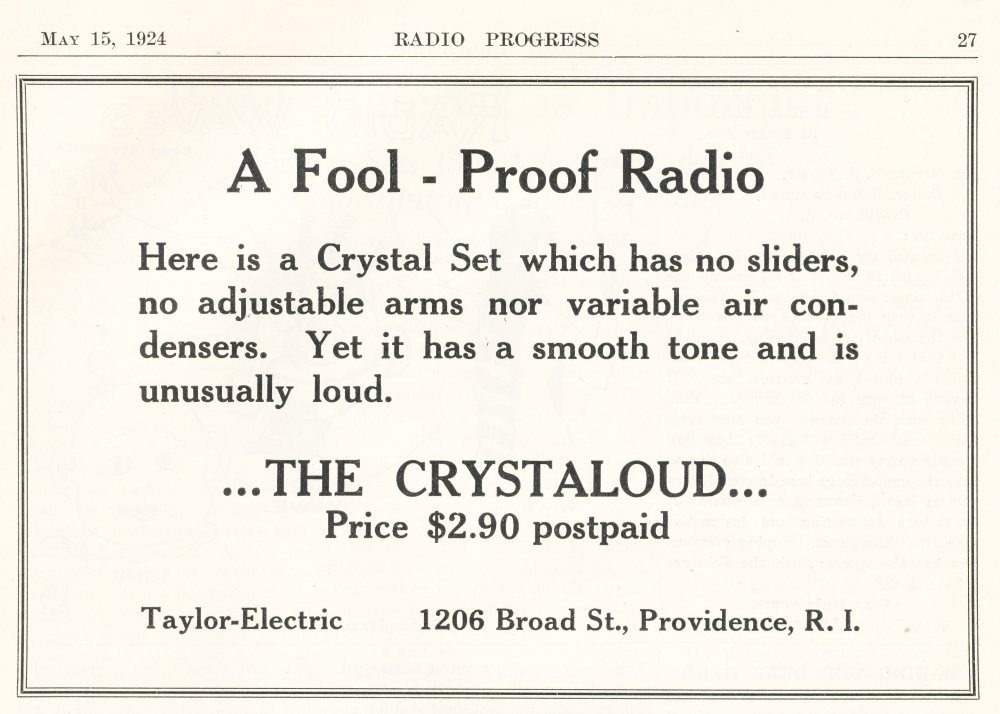 MAY 15, 1924 RADIO PROGRESS 27
A Fool - Proof Radio
Here is a Crystal Set which has no sliders,
no adjustable arms nor variable air con-
densers. Yet it has a smooth tone and is
unusually loud.
...THE CRYSTALOUD...
Price $2.90 postpaid
Taylor-Electric 1206 Broad St., Providence, R. I.